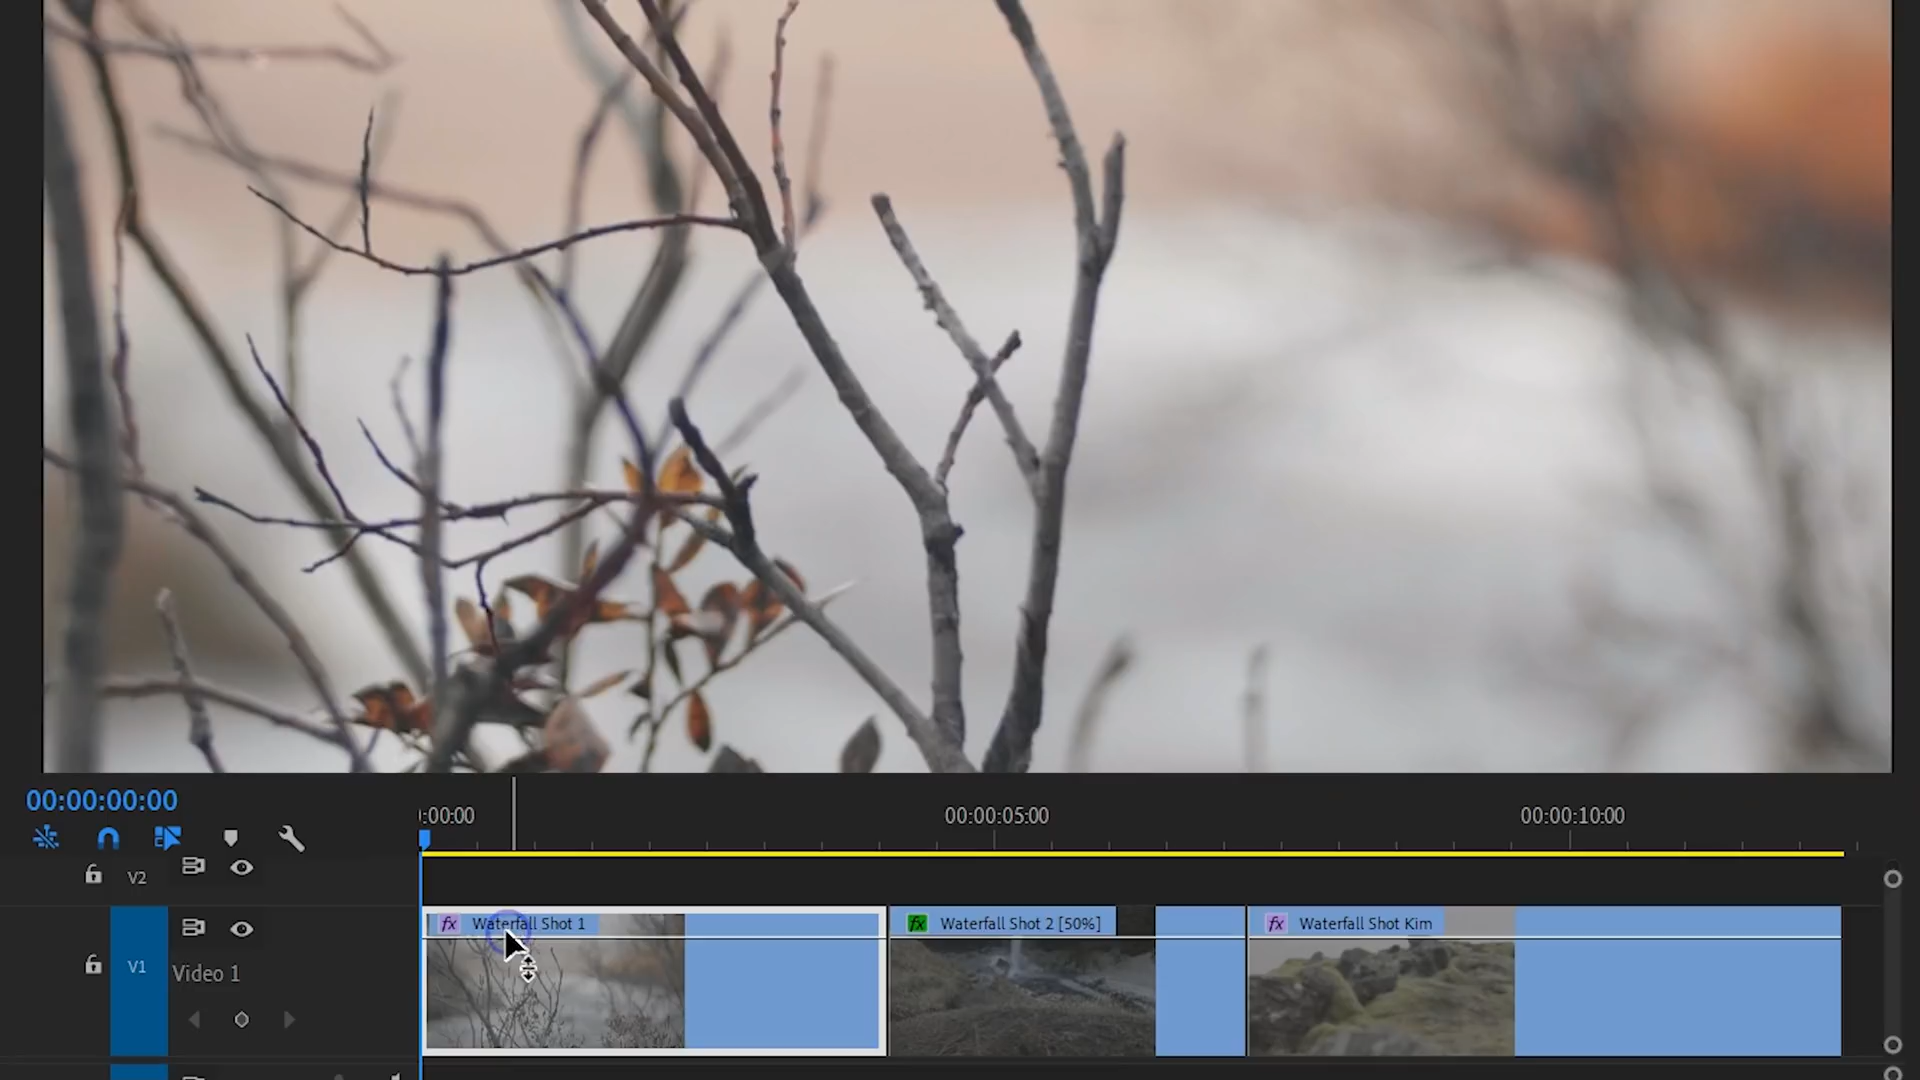 00:00:00:00
:00:00
00:00:05:00
00:00:10:00
V2
fx Waterfall Shot 1
fx Waterfall Shot 2 [50%]
fx Waterfall Shot Kim
V1
Video 1